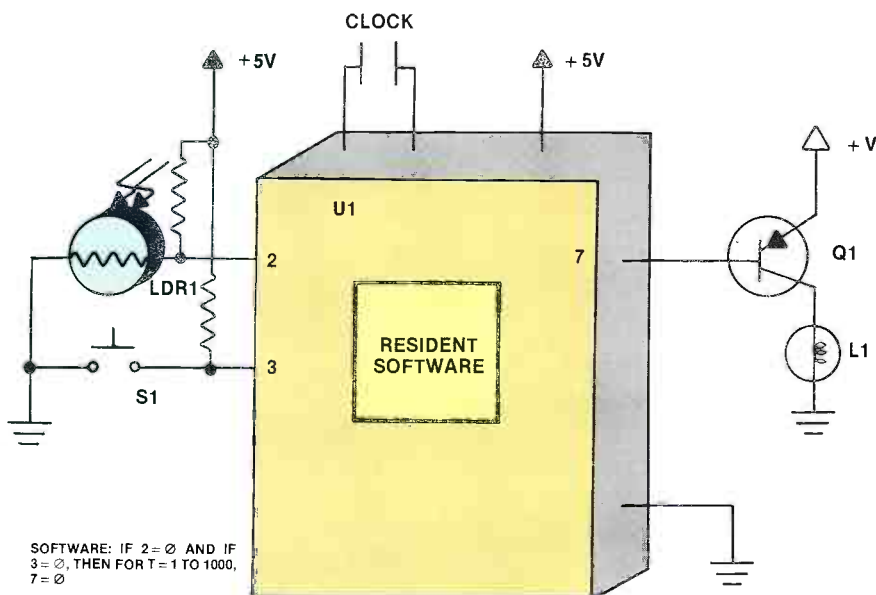 CLOCK
+5V
+5V
+V
U1
2
7
Q1
LDR1
RESIDENT
SOFTWARE
3
L1
S1
SOFTWARE: IF 2=Ø AND IF
3=Ø, THEN FOR T=1 TO 1000,
7=Ø